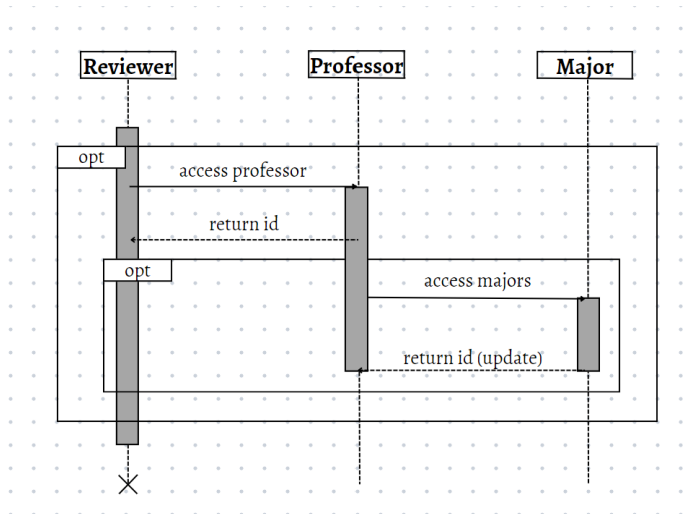 Reviewer
Professor
Major
opt
access professor
return id
opt
access majors
return id (update)